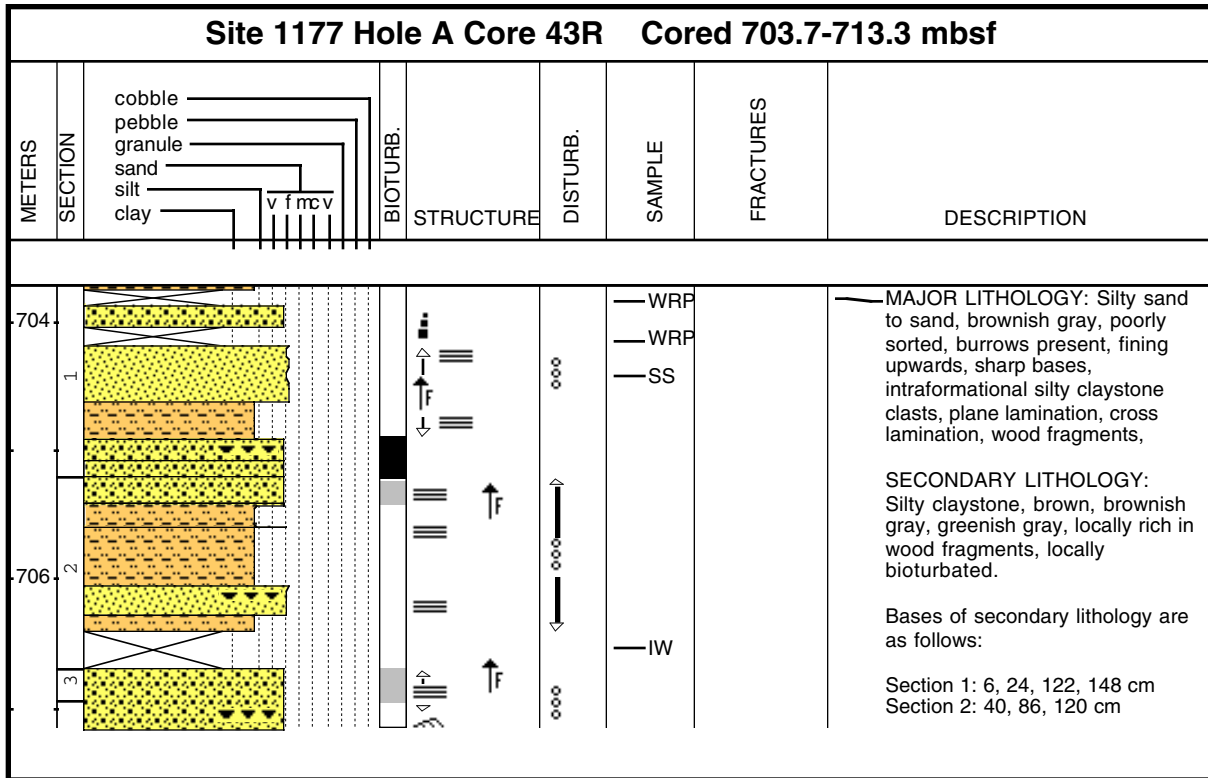 Site 1177 Hole A Core 43R Cored 703.7-713.3 mbsf
METERS
SECTION
cobble
pebble
granule
sand
silt
v f m c v
clay
BIOTURB.
STRUCTURE
DISTURB.
SAMPLE
FRACTURES
DESCRIPTION
704
706
1
2
3
F
F
F
WRP
WRP
SS
IW
MAJOR LITHOLOGY: Silty sand
to sand, brownish gray, poorly
sorted, burrows present, fining
upwards, sharp bases,
intraformational silty claystone
clasts, plane lamination, cross
lamination, wood fragments,
SECONDARY LITHOLOGY:
Silty claystone, brown, brownish
gray, greenish gray, locally rich in
wood fragments, locally
bioturbated.
Bases of secondary lithology are
as follows:
Section 1: 6, 24, 122, 148 cm
Section 2: 40, 86, 120 cm